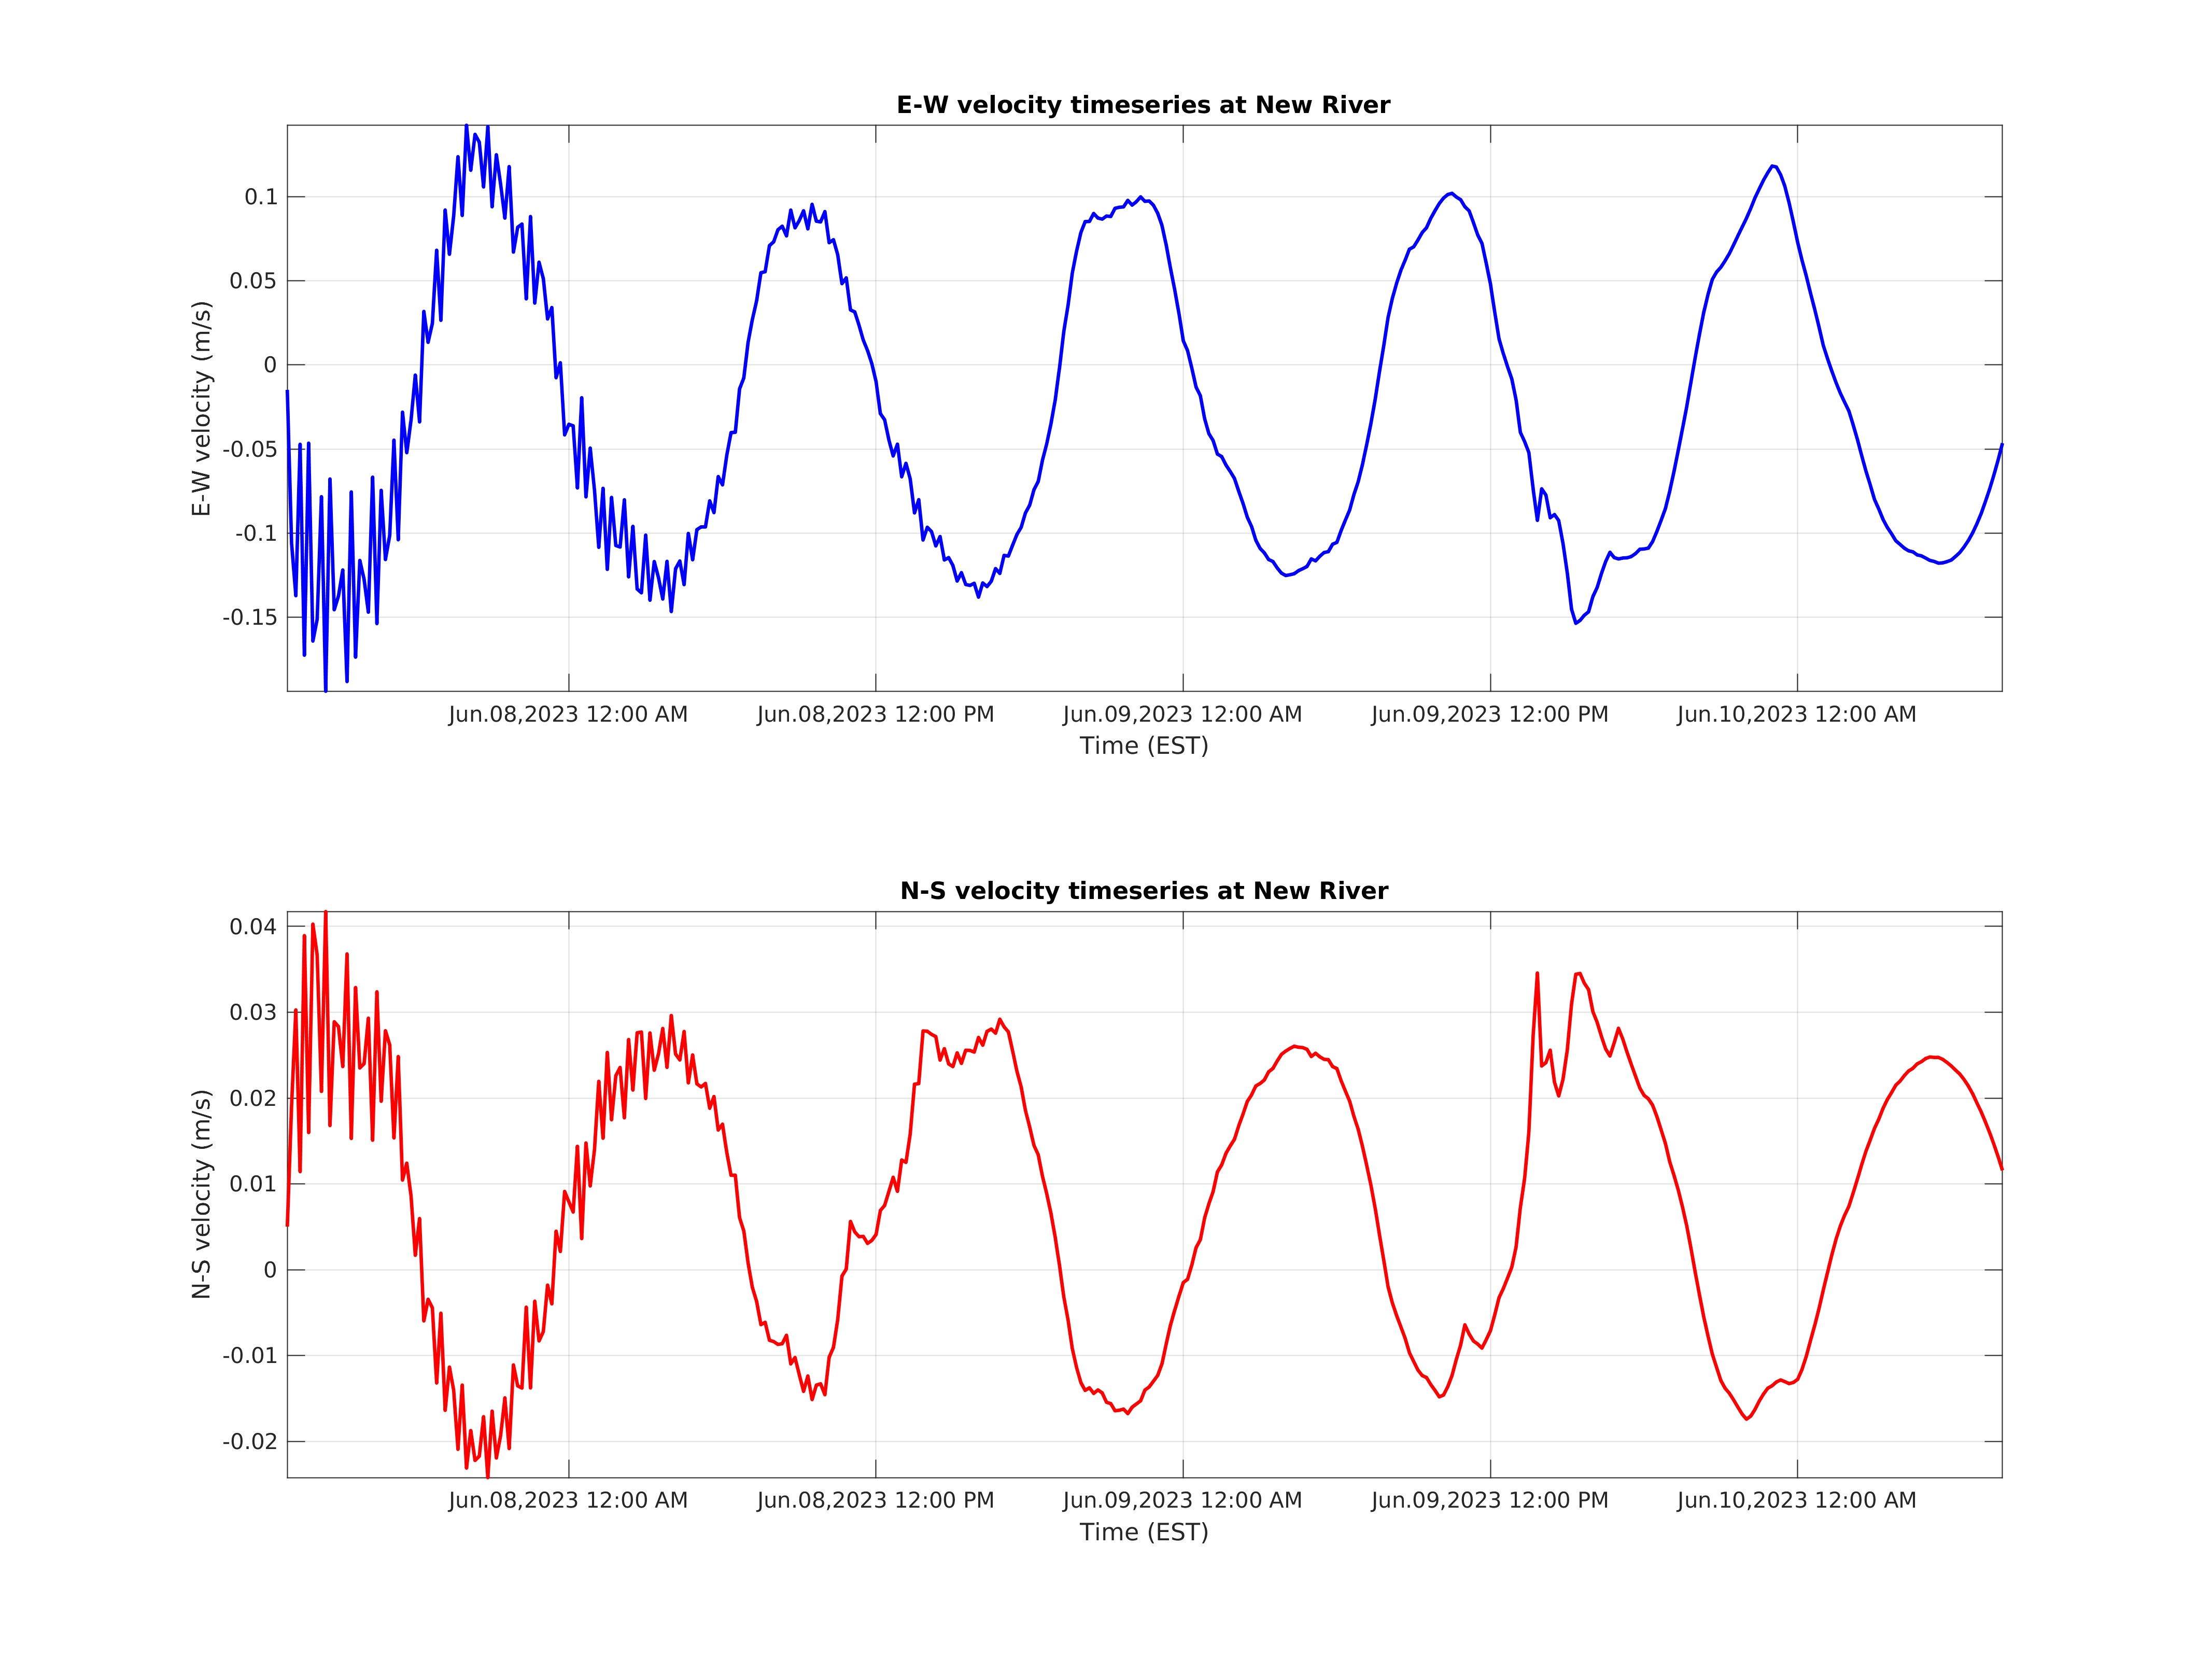 E-W velocity timeseries at New River
E-W velocity (m/s)
0.1
0.05
0
-0.05
-0.1
-0.15
Jun.08,2023 12:00 AM Jun.08,2023 12:00 PM Jun.09,2023 12:00 AM Jun.09,2023 12:00 PM Jun.10,2023 12:00 AM
Time (EST)
N-S velocity timeseries at New River
N-S velocity (m/s)
0.04
0.03
0.02
0.01
0
-0.01
-0.02
Jun.08,2023 12:00 AM Jun.08,2023 12:00 PM Jun.09,2023 12:00 AM Jun.09,2023 12:00 PM Jun.10,2023 12:00 AM
Time (EST)